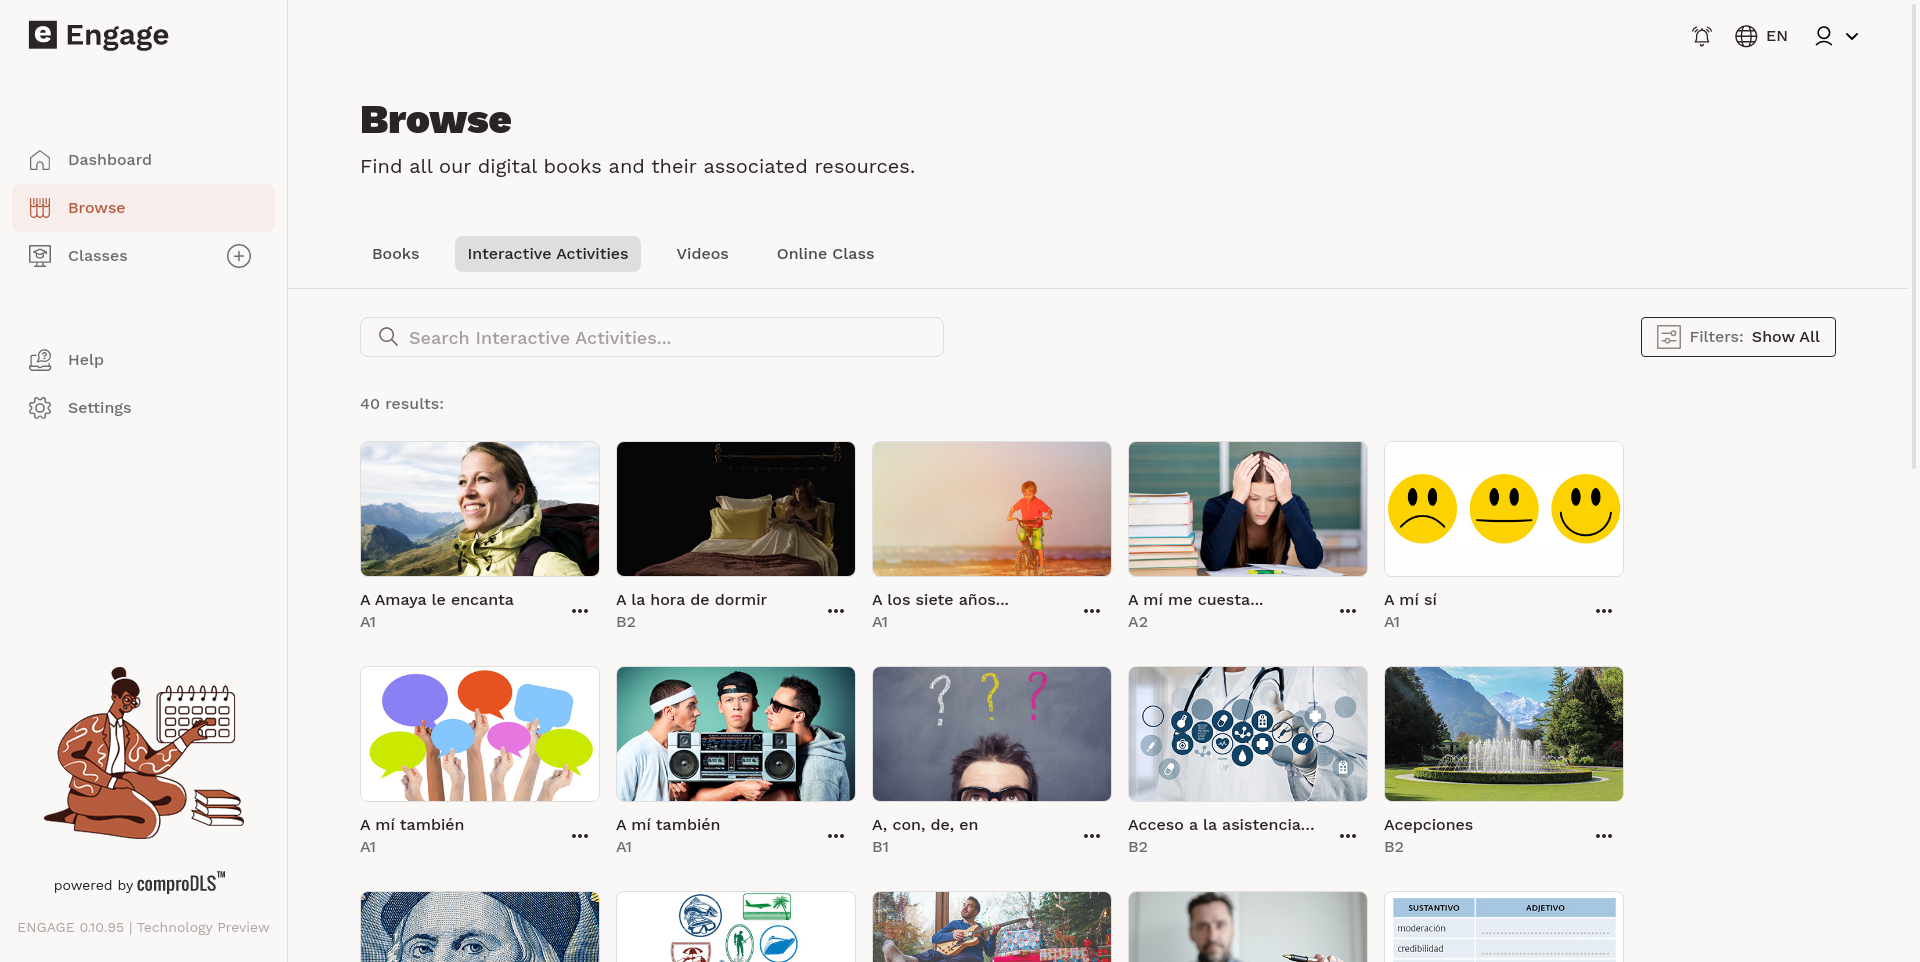 e Engage
EN
Dashboard
Browse
Classes
Help
Settings
powered by comproDLS™
ENGAGE 0.10.95 | Technology Preview
Browse
Find all our digital books and their associated resources.
Books
Interactive Activities
Videos
Online Class
Search Interactive Activities...
Filters: Show All
40 results:
A Amaya le encanta
A1
A la hora de dormir
B2
A los siete años...
A1
A mí me cuesta...
A2
A mí sí
A1
A mí también
A1
A mí también
A1
A, con, de, en
B1
Acceso a la asistencia...
B2
Acepciones
B2
SUSTANTIVO
ADJETIVO
moderación
credibilidad